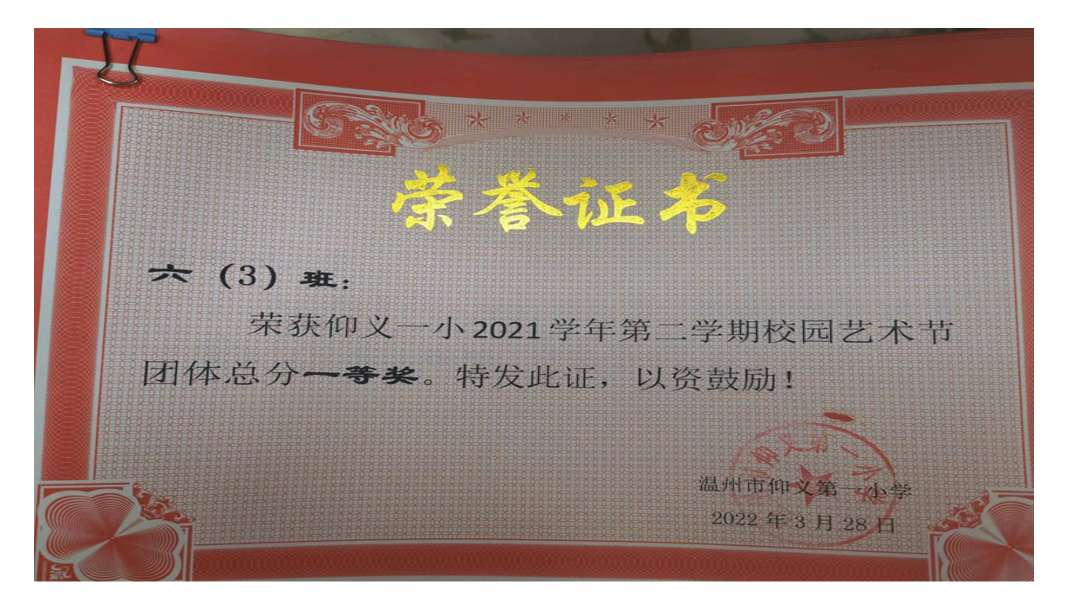 荣誉证书
六（3）班：
荣获仰义一小2021学年第二学期校园艺术节
团体总分一等奖。特发此证，以资鼓励！
温州市仰义第一小学
2022年3月28日